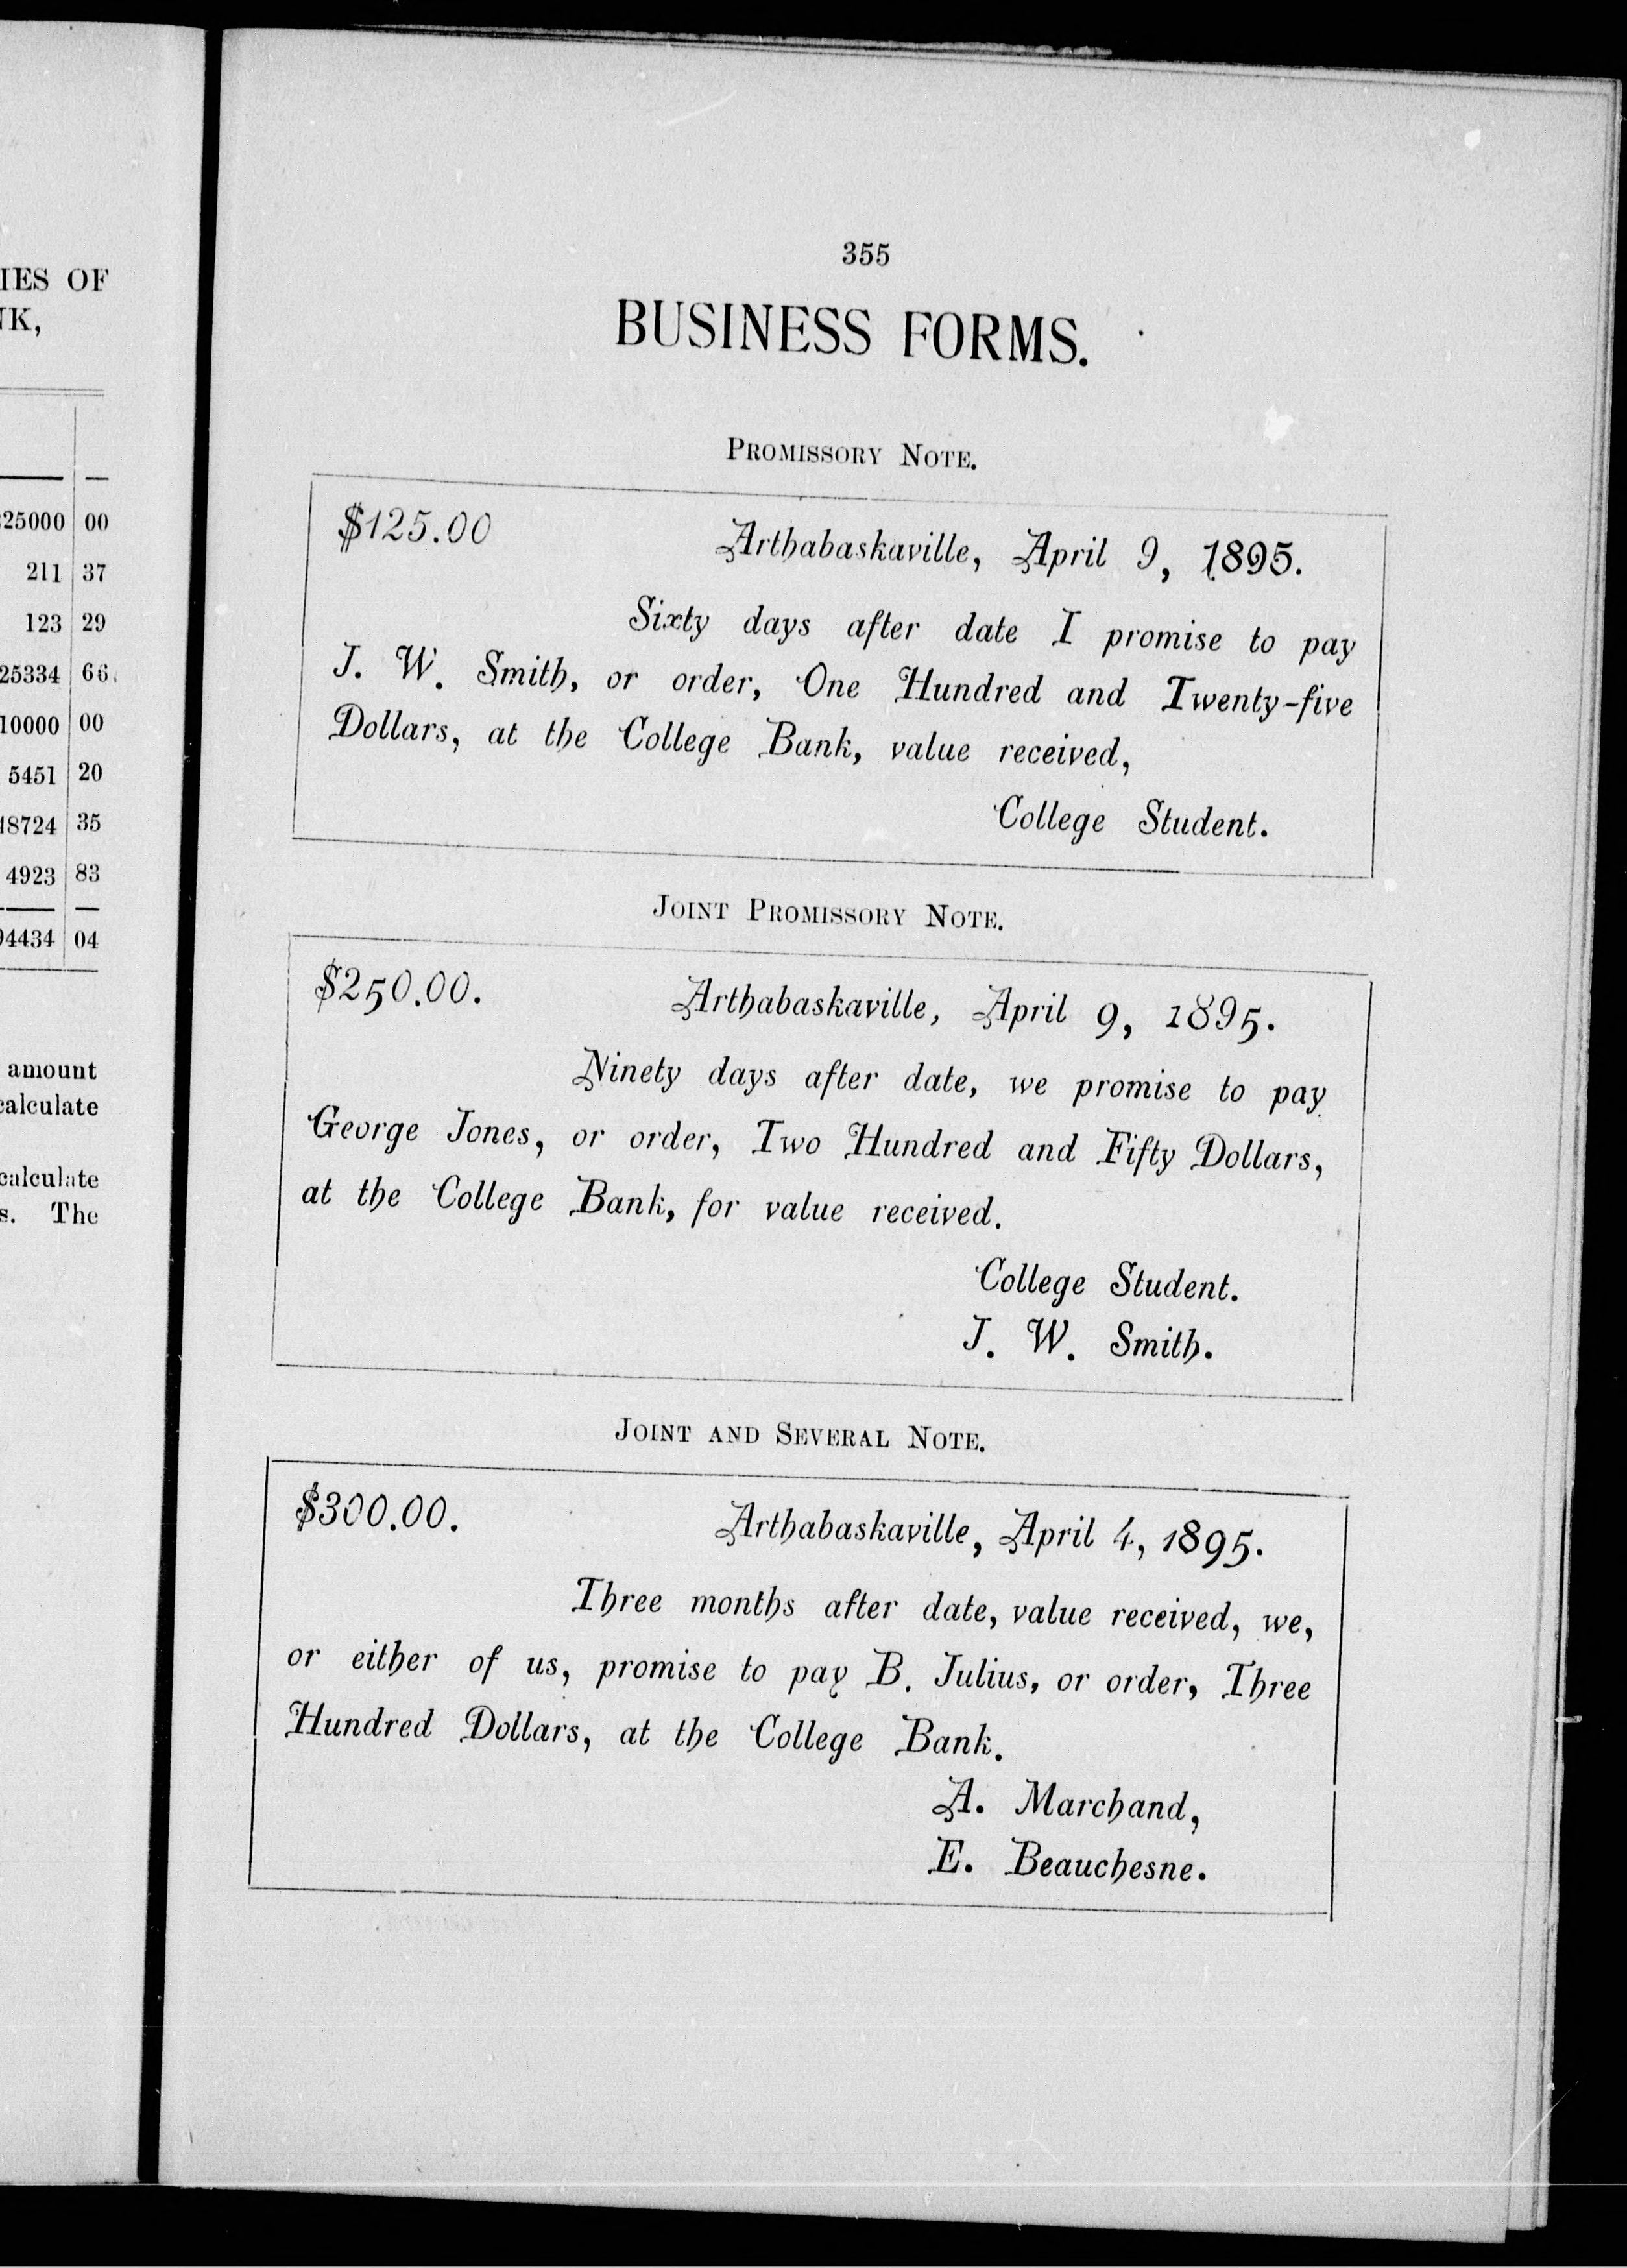 IES OF
K,
25000 00
211 37
123 29
25334 66
10000 00
5451 20
18724 35
4923 83
94434 04
amount
calculate
calculate
s. The
355
BUSINESS FORMS.
PROMISSORY NOTE.
$125.00 Arthabaskaville, April 9, 1895.
Sixty days after date I promise to pay
J. W. Smith, or order, One Hundred and Twenty-five
Dollars, at the College Bank, value received,
College Student.
JOINT PROMISSORY NOTE.
$250.00. Arthabaskaville, April 9, 1895.
Ninety days after date, we promise to pay
George Jones, or order, Two Hundred and Fifty Dollars,
at the College Bank, for value received.
College Student.
J. W. Smith.
JOINT AND SEVERAL NOTE.
$300.00. Arthabaskaville, April 4, 1895.
Three months after date, value received, we,
or either of us, promise to pay B. Julius, or order, Three
Hundred Dollars, at the College Bank.
A. Marchand,
E. Beauchesne.